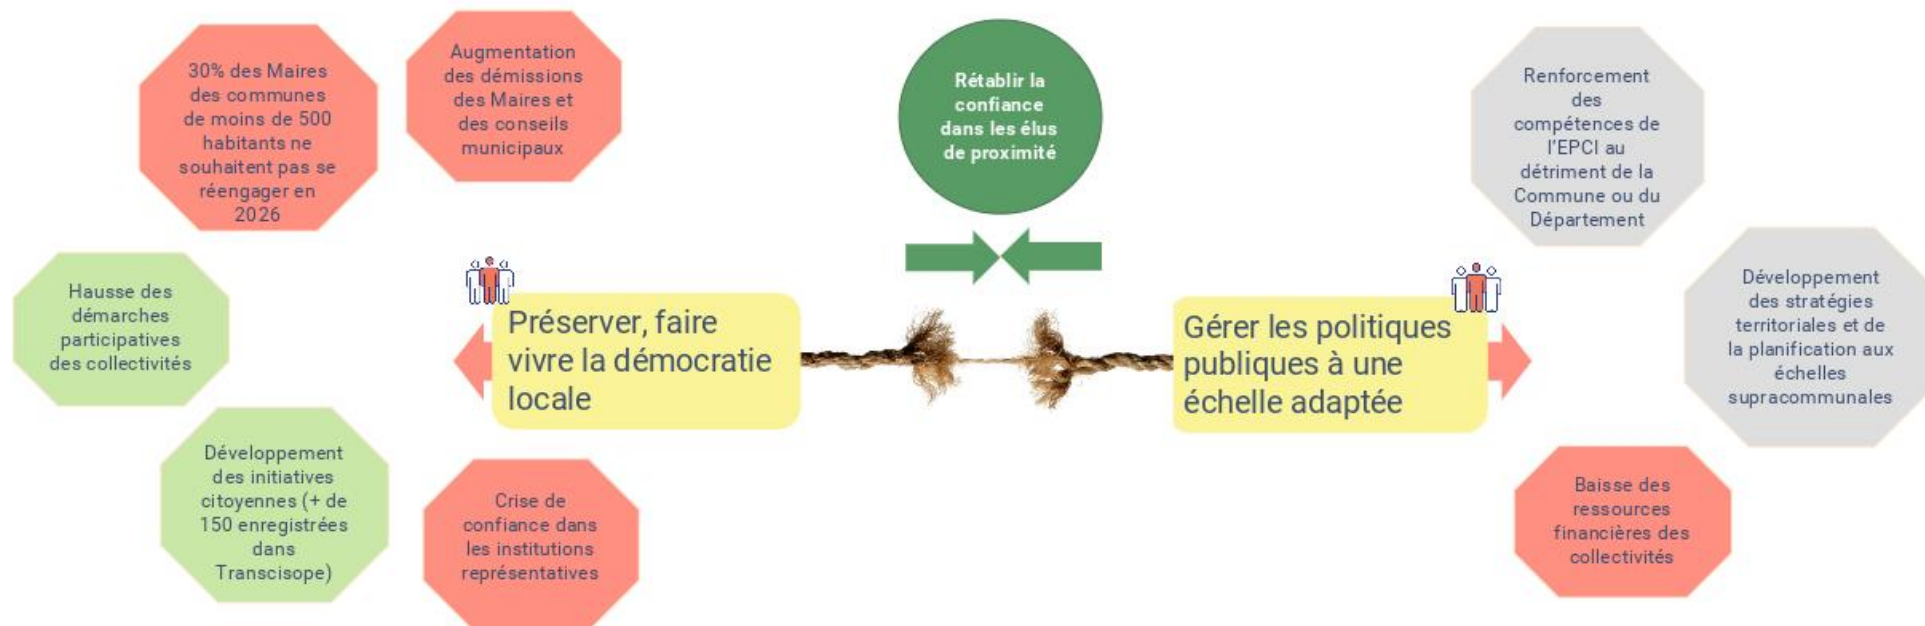 30% des Maires
des communes
de moins de 500
habitants ne
souhaitent pas se
réengager en
2026
Augmentation
des démissions
des Maires et
des conseils
municipaux
Rétablir la
confiance
dans les élus
de proximité
Renforcement
des
compétences de
l'EPCI au
détriment de la
Commune ou du
Département
Hausse des
démarches
participatives
des collectivités
Préserver, faire
vivre la démocratie
locale
Gérer les politiques
publiques à une
échelle adaptée
Développement
des stratégies
territoriales et de
la planification aux
échelles
supracommunales
Développement
des initiatives
citoyennes (+ de
150 enregistrées
dans
Transcisope)
Crise de
confiance dans
les institutions
représentatives
Baisse des
ressources
financières des
collectivités